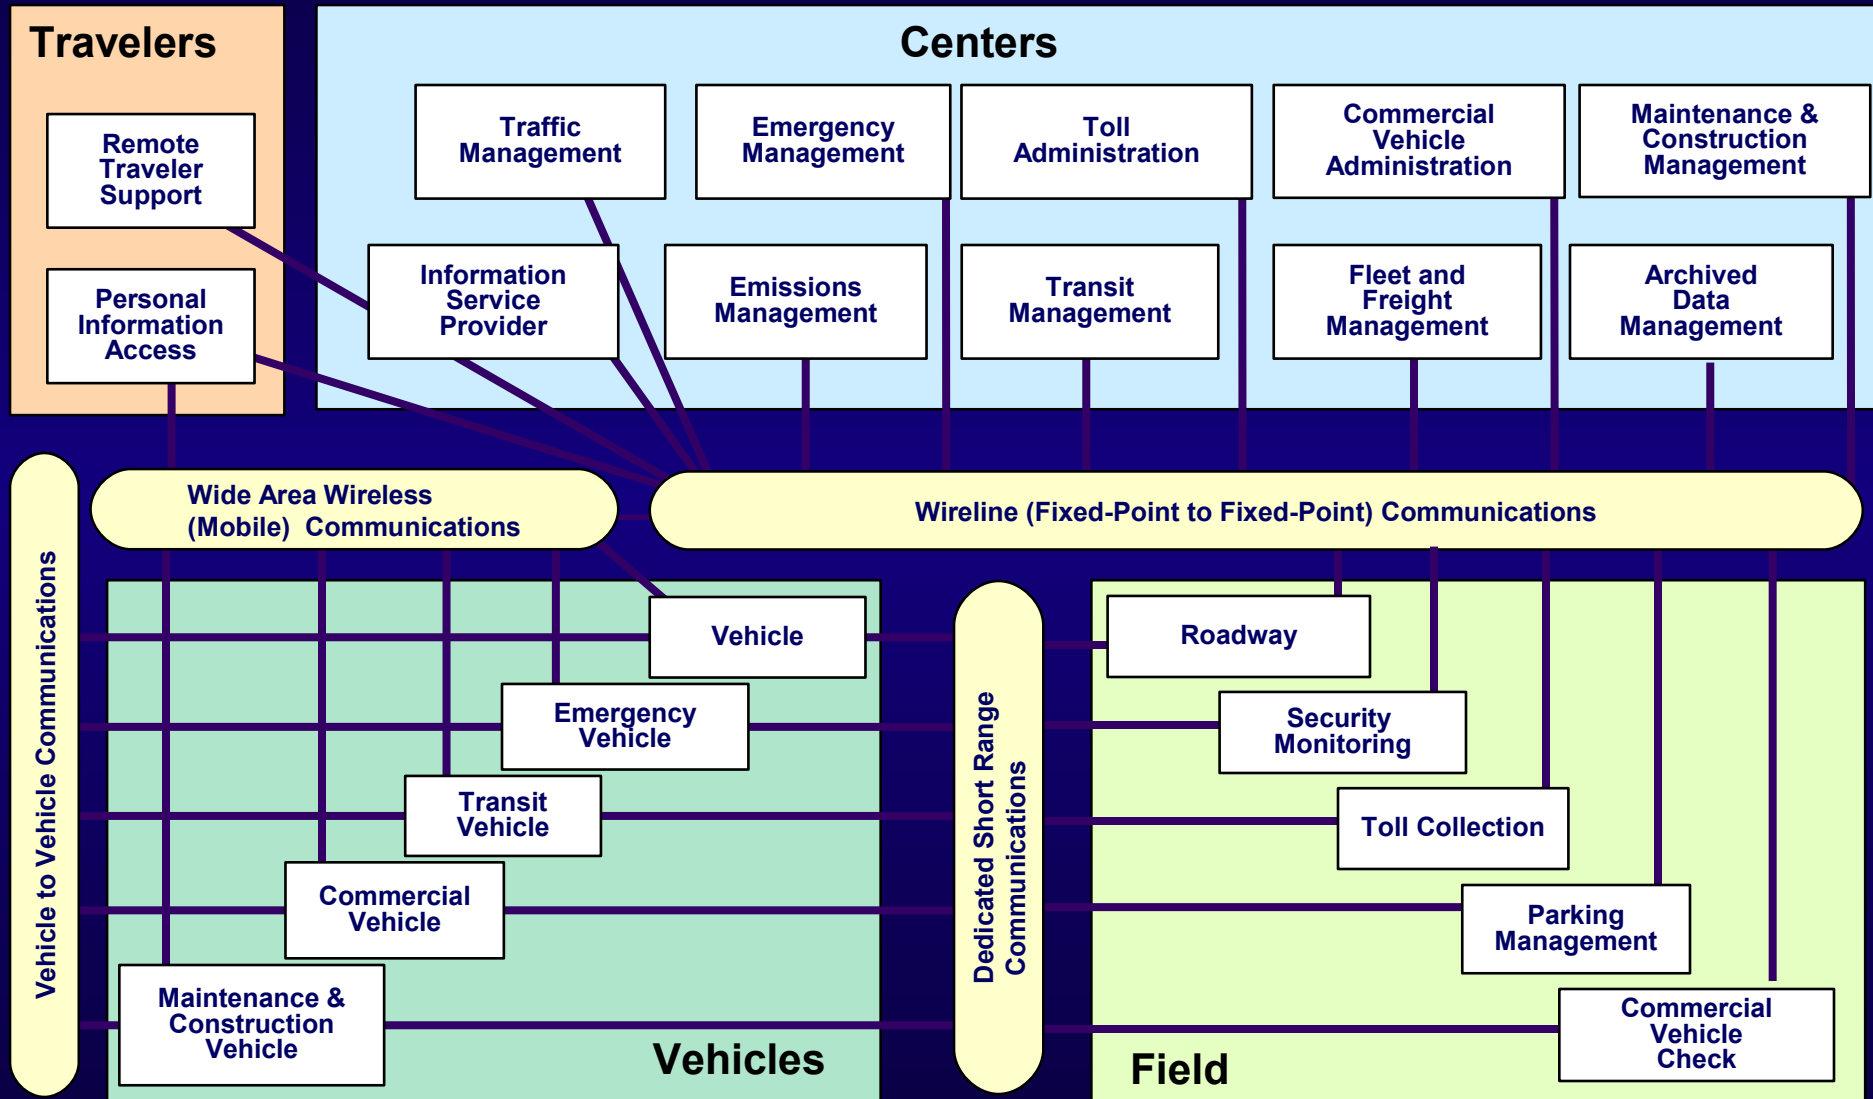 Travelers
Remote
Traveler
Support
Personal
Information
Access
Centers
Traffic
Management
Emergency
Management
Toll
Administration
Commercial
Vehicle
Administration
Maintenance &
Construction
Management
Information
Service
Provider
Emissions
Management
Transit
Management
Fleet and
Freight
Management
Archived
Data
Management
Wide Area Wireless
(Mobile) Communications
Wireline (Fixed-Point to Fixed-Point) Communications
Vehicle to Vehicle Communications
Vehicle
Emergency
Vehicle
Transit
Vehicle
Commercial
Vehicle
Maintenance &
Construction
Vehicle
Vehicles
Dedicated Short Range
Communications
Roadway
Security
Monitoring
Toll Collection
Parking
Management
Commercial
Vehicle
Check
Field